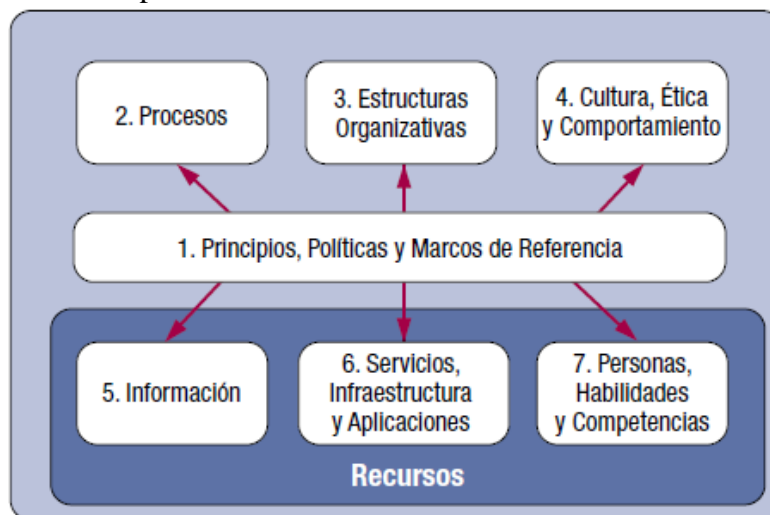 2. Procesos
3. Estructuras
Organizativas
4. Cultura, Ética
y Comportamiento
1. Principios, Políticas y Marcos de Referencia
5. Información
6. Servicios,
Infraestructura
y Aplicaciones
7. Personas,
Habilidades
y Competencias
Recursos